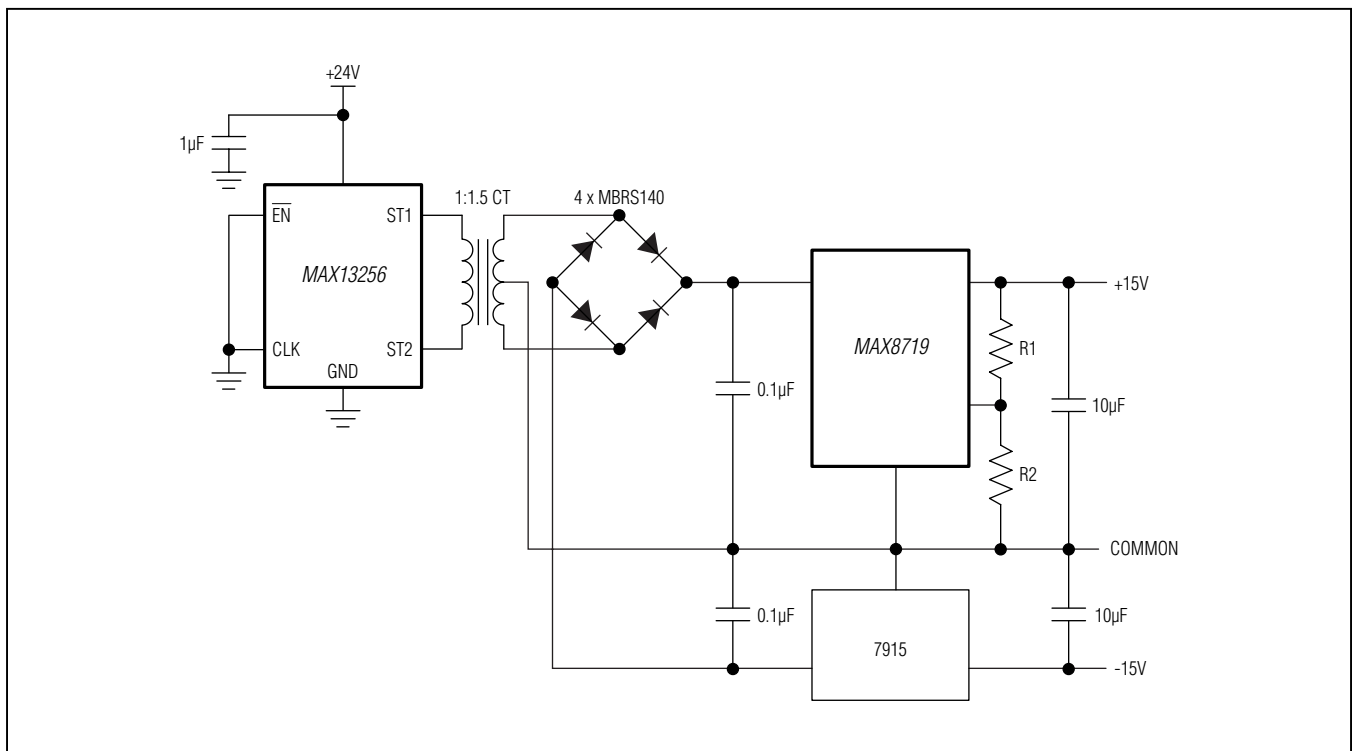 +24V
1µF
1:1.5 CT
4 x MBRS140
E̅N̅
ST1
MAX13256
CLK
ST2
GND
+15V
R1
MAX8719
0.1µF
10µF
R2
COMMON
0.1µF
10µF
7915
-15V